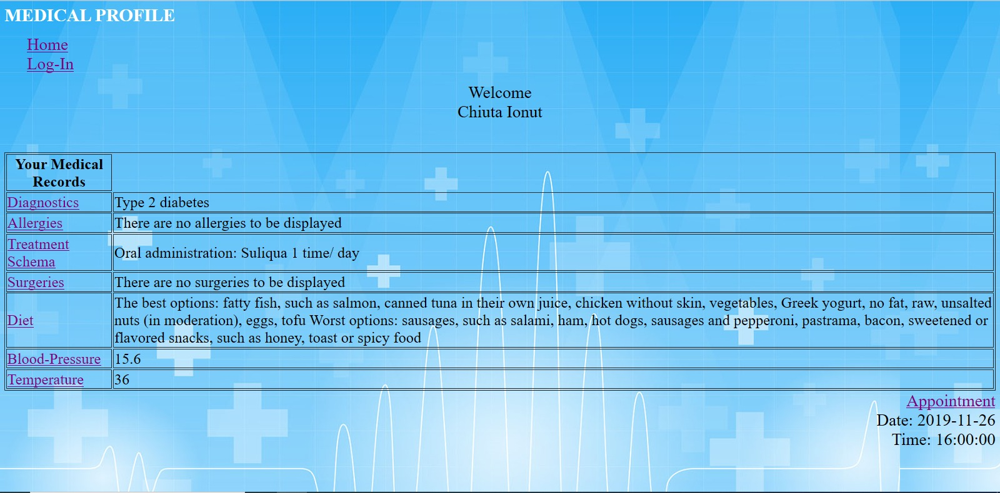 MEDICAL PROFILE
Home
Log-In
Welcome
Chiuta Ionut
Your Medical
Records
Diagnostics
Type 2 diabetes
Allergies
There are no allergies to be displayed
Treatment
Schema
Oral administration: Suliqua 1 time/ day
Surgeries
There are no surgeries to be displayed
Diet
The best options: fatty fish, such as salmon, canned tuna in their own juice, chicken without skin, vegetables, Greek yogurt, no fat, raw, unsalted
nuts (in moderation), eggs, tofu Worst options: sausages, such as salami, ham, hot dogs, sausages and pepperoni, pastrama, bacon, sweetened or
flavored snacks, such as honey, toast or spicy food
Blood-Pressure
15.6
Temperature
36
Appointment
Date: 2019-11-26
Time: 16:00:00